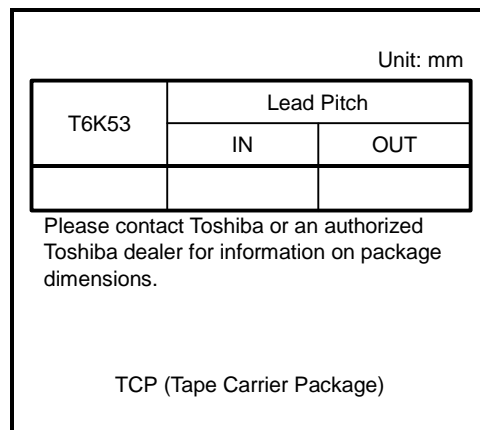 Unit: mm
T6K53
Lead Pitch
IN OUT
Please contact Toshiba or an authorized
Toshiba dealer for information on package
dimensions.
TCP (Tape Carrier Package)